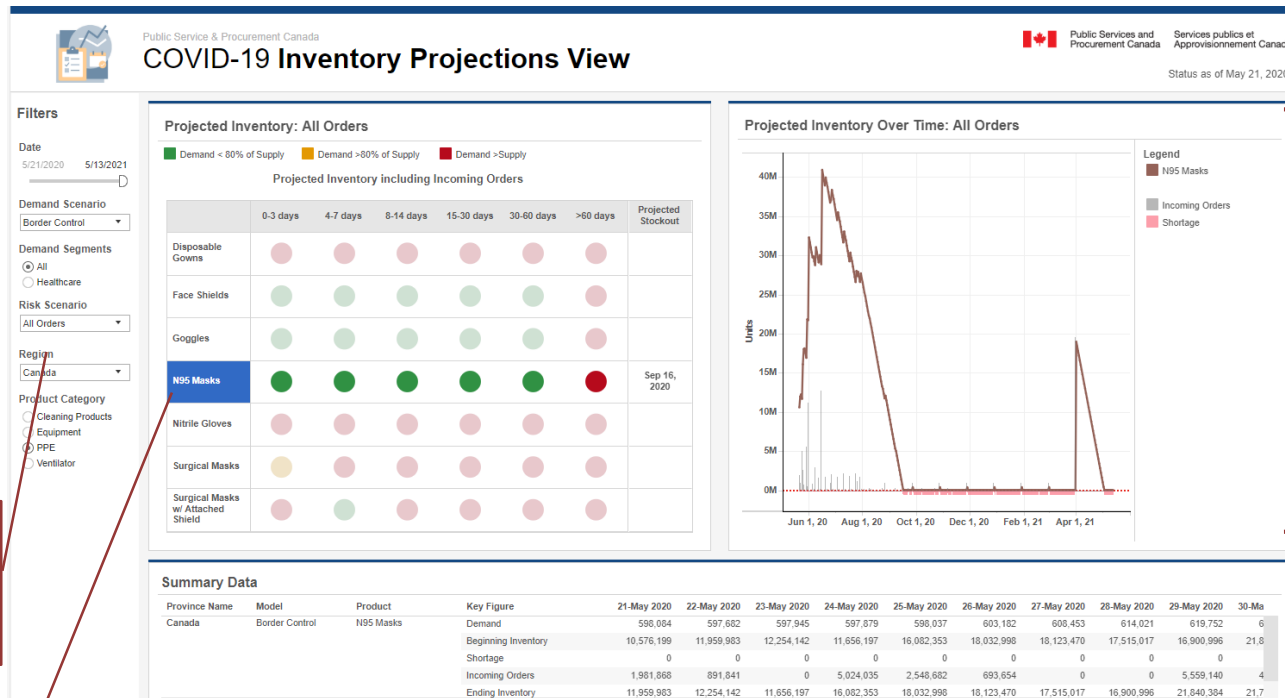 Public Service & Procurement Canada
COVID-19 Inventory Projections View
Public Services and Procurement Canada
Services publics et Approvisionnement Canad
Status as of May 21, 2020
Filters
Date
5/21/2020 5/13/2021
Demand Scenario
Border Control
Demand Segments
All
Healthcare
Risk Scenario
All Orders
Region
Canada
Product Category
Cleaning Products
Equipment
PPE
Ventilator
Projected Inventory: All Orders
Demand < 80% of Supply Demand >80% of Supply Demand >Supply
Projected Inventory including Incoming Orders
0-3 days 4-7 days 8-14 days 15-30 days 30-60 days >60 days Projected Stockout
Disposable
Gowns
Face Shields
Goggles
N95 Masks Sep 16,
2020
Nitrile Gloves
Surgical Masks
Surgical Masks
w/ Attached
Shield
Projected Inventory Over Time: All Orders
Legend
N95 Masks
Incoming Orders
Shortage
Units
40M
35M
30M
25M
20M
15M
10M
5M
0M
Jun 1, 20 Aug 1, 20 Oct 1, 20 Dec 1, 20 Feb 1, 21 Apr 1, 21
Summary Data
Province Name Model Product Key Figure 21-May 2020 22-May 2020 23-May 2020 24-May 2020 25-May 2020 26-May 2020 27-May 2020 28-May 2020 29-May 2020 30-Ma
Canada Border Control N95 Masks Demand 598,084 597,682 597,945 597,879 598,037 603,182 608,453 614,021 619,752 6
Beginning Inventory 10,576,199 11,959,983 12,254,142 11,656,197 16,082,353 18,032,998 18,123,470 17,515,017 16,900,996 21,8
Shortage 0 0 0 0 0 0 0 0 0
Incoming Orders 1,981,868 891,841 0 5,024,035 2,548,682 693,654 0 0 5,559,140 4
Ending Inventory 11,959,983 12,254,142 11,656,197 16,082,353 18,032,998 18,123,470 17,515,017 16,900,996 21,840,384 21,7